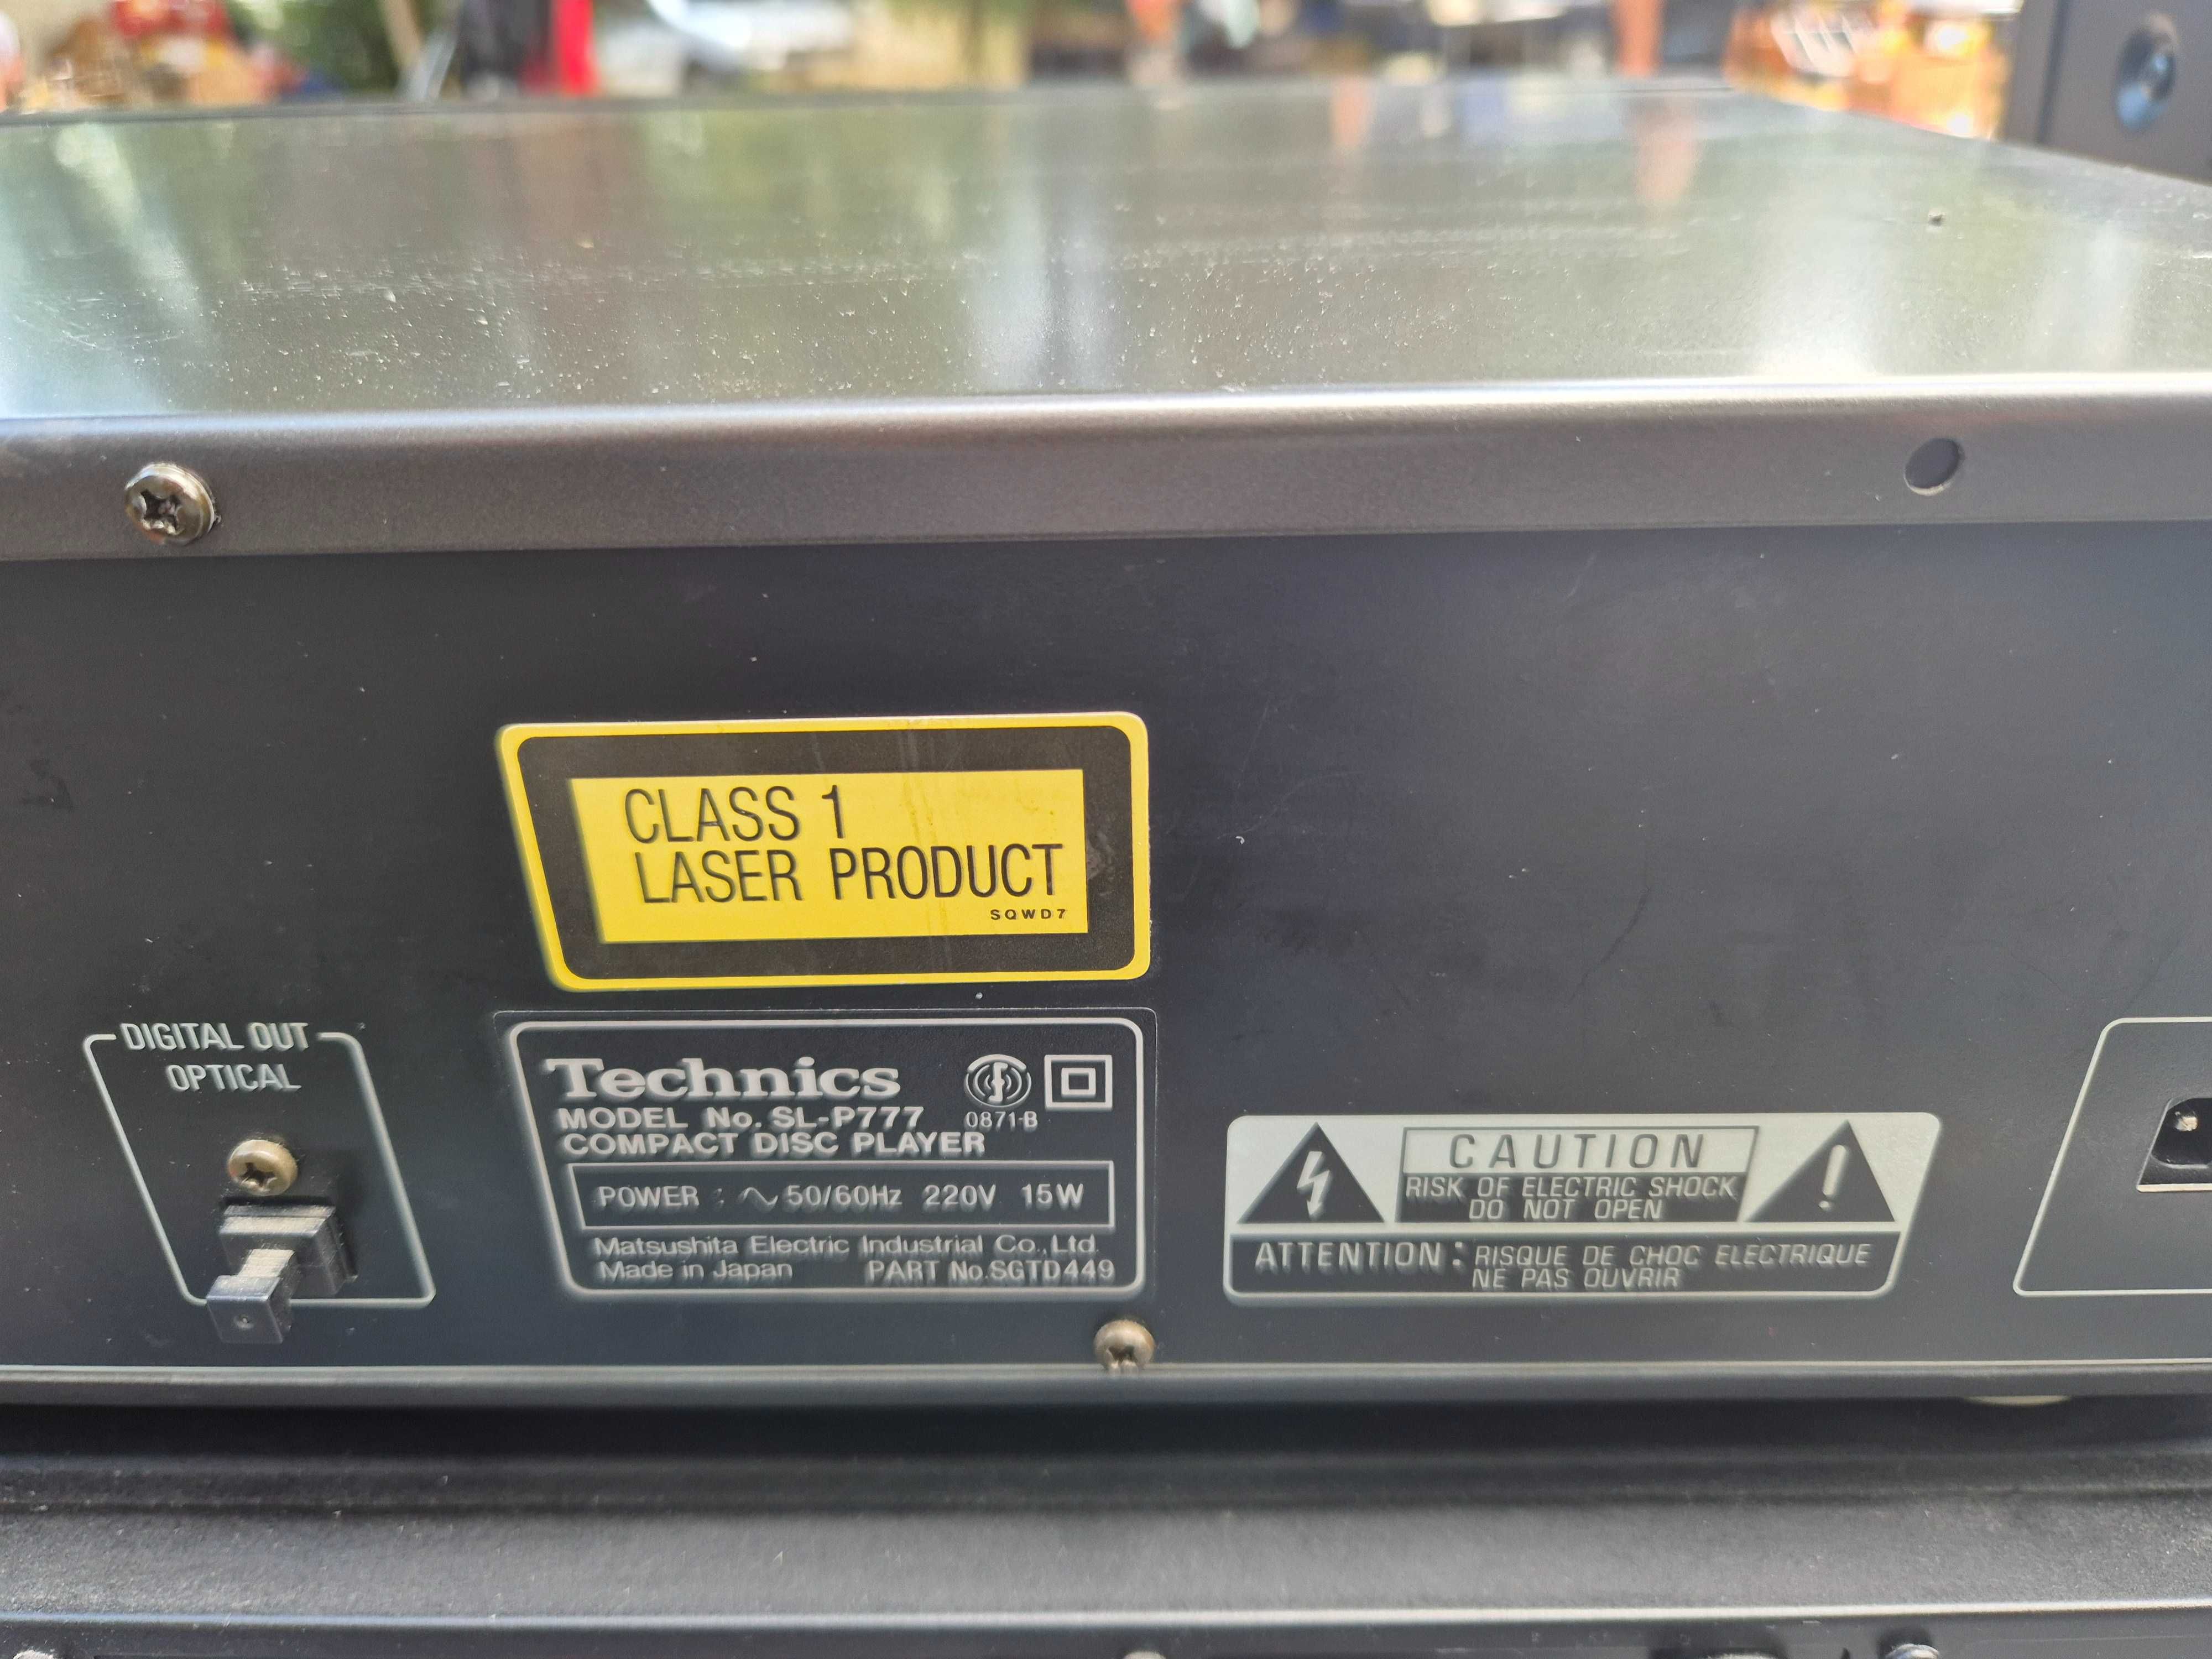 CLASS 1
LASER PRODUCT
SQWD7
DIGITAL OUT
OPTICAL
Technics
MODEL No. SL-P777 0871-B
COMPACT DISC PLAYER
POWER : ∿ 50/60Hz 220V 15W
Matsushita Electric Industrial Co.,Ltd.
Made in Japan PART No.SGTD449
CAUTION
RISK OF ELECTRIC SHOCK
DO NOT OPEN
ATTENTION: RISQUE DE CHOC ELECTRIQUE
NE PAS OUVRIR